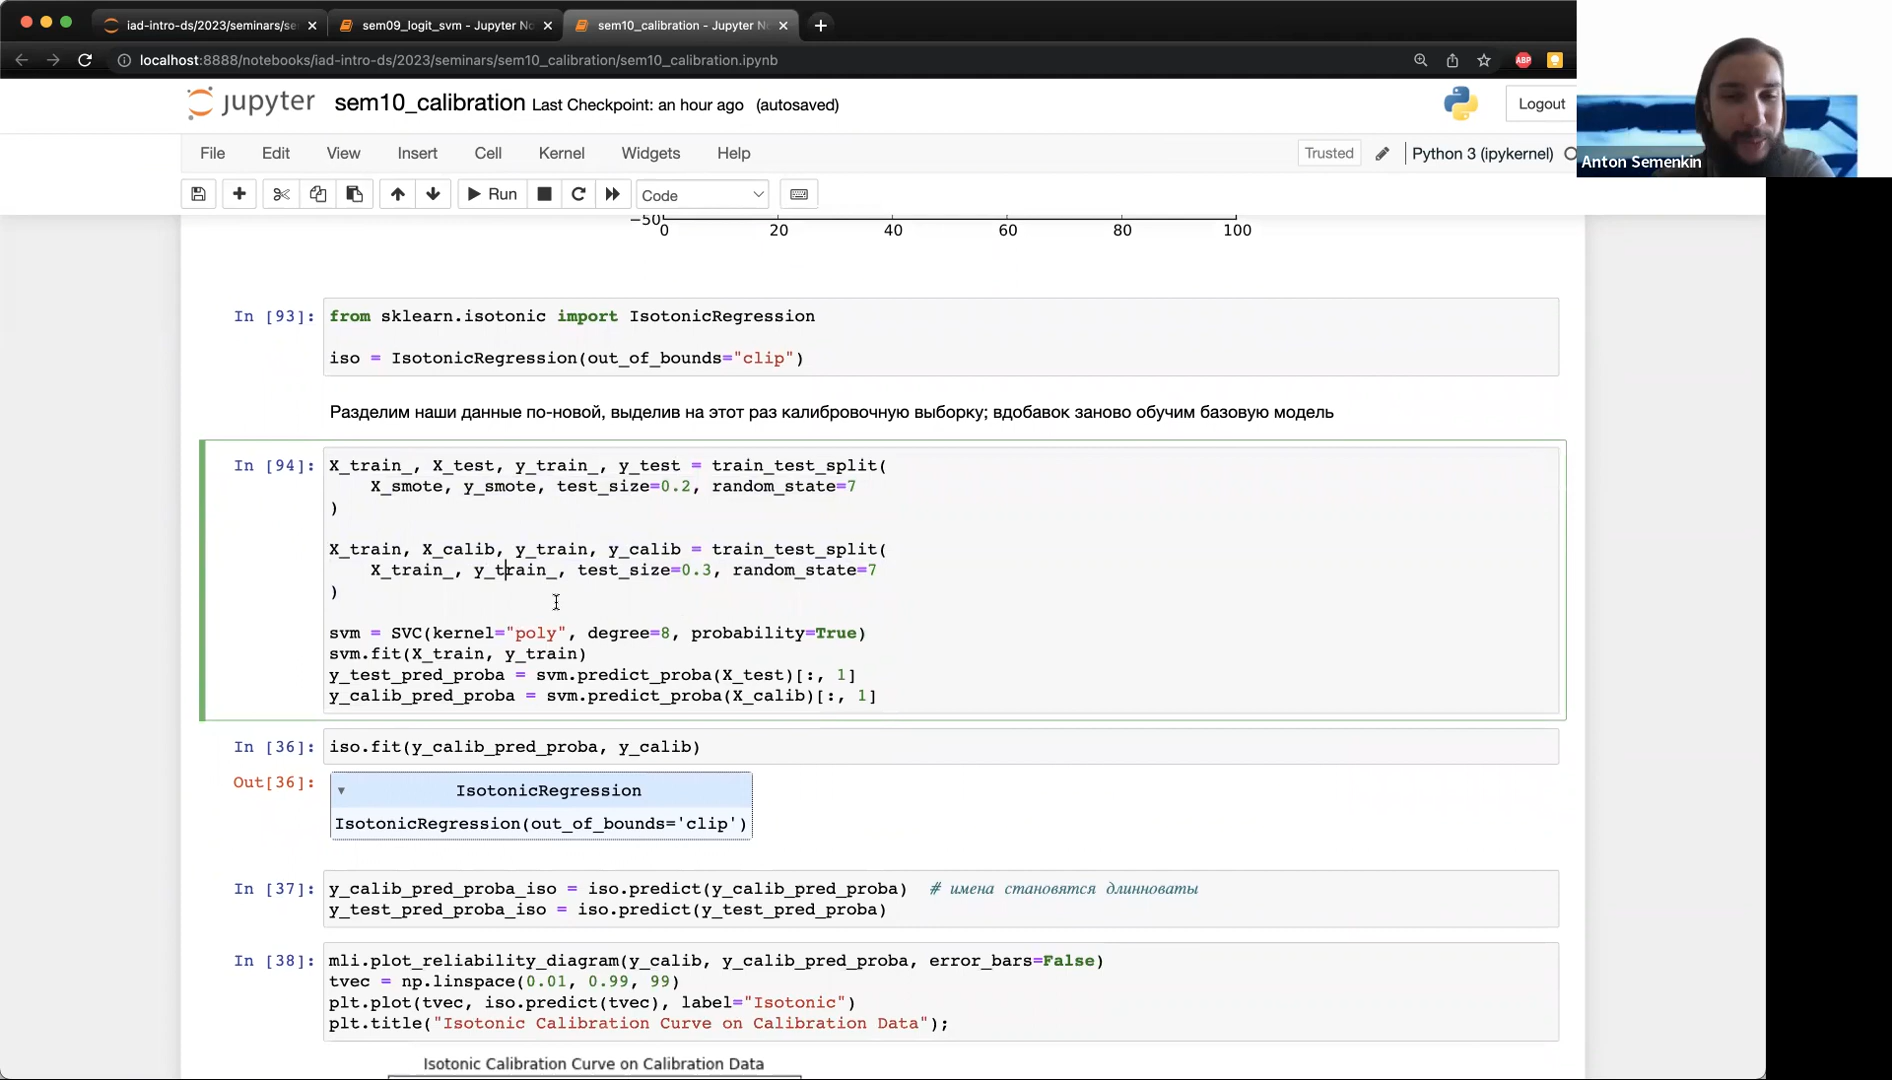 iad-intro-ds/2023/seminars/se
sem09_logit_svm - Jupyter No
sem10_calibration - Jupyter N
localhost:8888/notebooks/iad-intro-ds/2023/seminars/sem10_calibration/sem10_calibration.ipynb
ABP
jupyter sem10_calibration Last Checkpoint: an hour ago (autosaved)
Logout
Anton Semenkin
File Edit View Insert Cell Kernel Widgets Help
Trusted
Python 3 (ipykernel)
Run
Code
−50
0 20 40 60 80 100
In [93]: from sklearn.isotonic import IsotonicRegression
iso = IsotonicRegression(out_of_bounds="clip")
Разделим наши данные по-новой, выделив на этот раз калибровочную выборку; вдобавок заново обучим базовую модель
In [94]: X_train_, X_test, y_train_, y_test = train_test_split(
X_smote, y_smote, test_size=0.2, random_state=7
)
X_train, X_calib, y_train, y_calib = train_test_split(
X_train_, y_train_, test_size=0.3, random_state=7
)
svm = SVC(kernel="poly", degree=8, probability=True)
svm.fit(X_train, y_train)
y_test_pred_proba = svm.predict_proba(X_test)[:, 1]
y_calib_pred_proba = svm.predict_proba(X_calib)[:, 1]
In [36]: iso.fit(y_calib_pred_proba, y_calib)
Out[36]:
IsotonicRegression
IsotonicRegression(out_of_bounds='clip')
In [37]: y_calib_pred_proba_iso = iso.predict(y_calib_pred_proba) # имена становятся длинноваты
y_test_pred_proba_iso = iso.predict(y_test_pred_proba)
In [38]: mli.plot_reliability_diagram(y_calib, y_calib_pred_proba, error_bars=False)
tvec = np.linspace(0.01, 0.99, 99)
plt.plot(tvec, iso.predict(tvec), label="Isotonic")
plt.title("Isotonic Calibration Curve on Calibration Data");
Isotonic Calibration Curve on Calibration Data